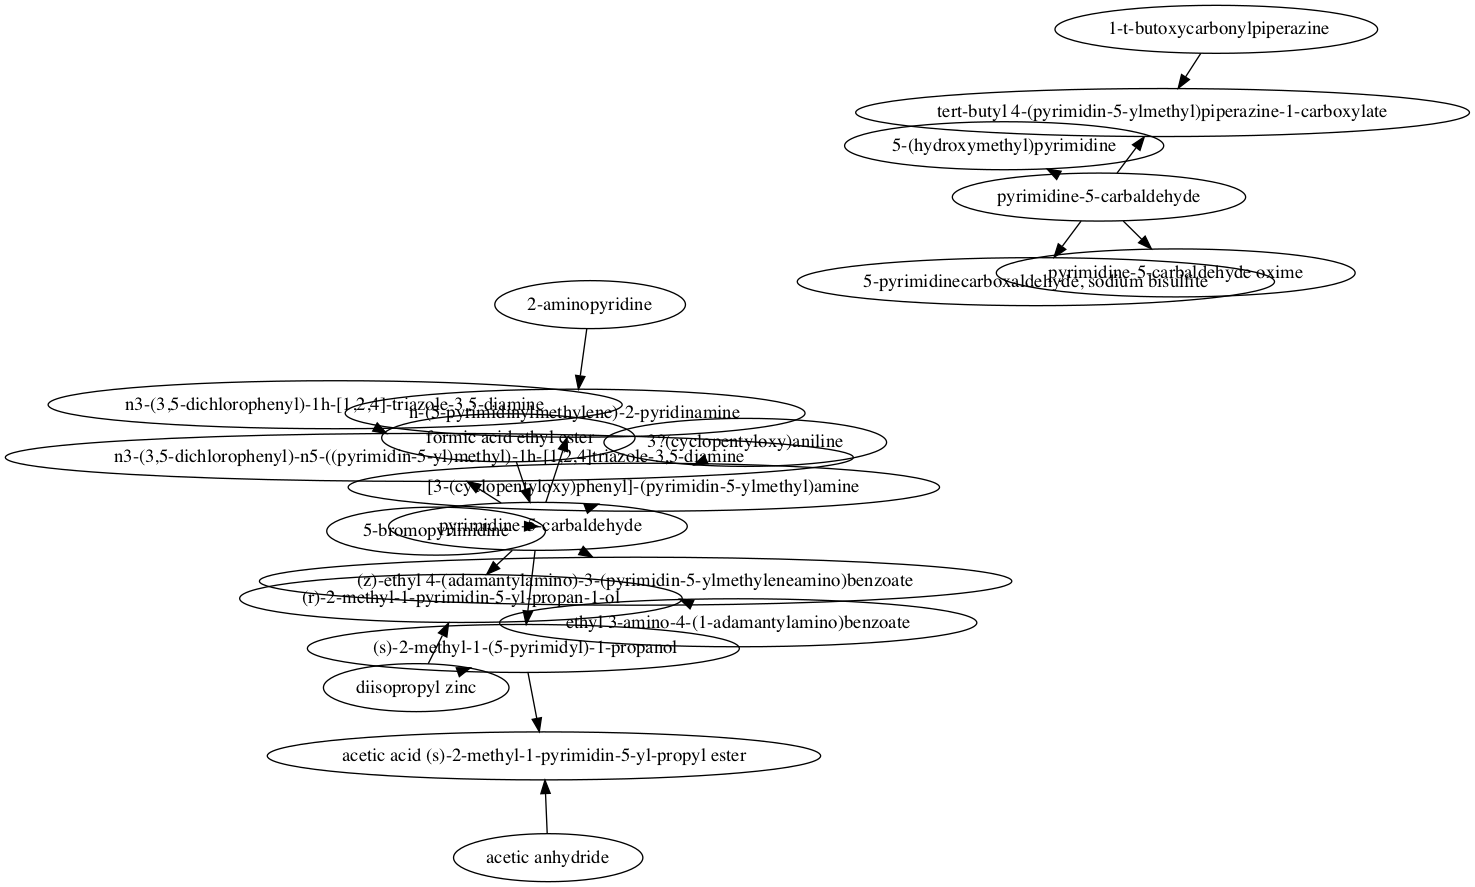 1-t-butoxycarbonylpiperazine
tert-butyl 4-(pyrimidin-5-ylmethyl)piperazine-1-carboxylate
5-(hydroxymethyl)pyrimidine
pyrimidine-5-carbaldehyde
pyrimidine-5-carbaldehyde oxime
5-pyrimidinecarboxaldehyde, sodium bisulfite
2-aminopyridine
n3-(3,5-dichlorophenyl)-1h-[1,2,4]-triazole-3,5-diamine
n-(5-pyrimidinylmethylene)-2-pyridinamine
formic acid ethyl ester
3?(cyclopentyloxy)aniline
n3-(3,5-dichlorophenyl)-n5-((pyrimidin-5-yl)methyl)-1h-[1,2,4]triazole-3,5-diamine
[3-(cyclopentyloxy)phenyl]-(pyrimidin-5-ylmethyl)amine
pyrimidine-5-carbaldehyde
5-bromopyrimidine
(z)-ethyl 4-(adamantylamino)-3-(pyrimidin-5-ylmethyleneamino)benzoate
(r)-2-methyl-1-pyrimidin-5-yl-propan-1-ol
ethyl 3-amino-4-(1-adamantylamino)benzoate
(s)-2-methyl-1-(5-pyrimidyl)-1-propanol
diisopropyl zinc
acetic acid (s)-2-methyl-1-pyrimidin-5-yl-propyl ester
acetic anhydride